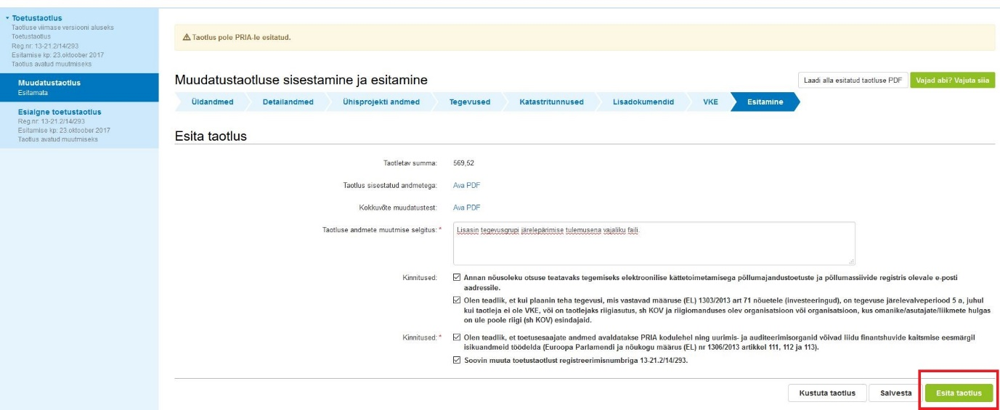 Toetustaotlus
Taotluse viimase versiooni aluseks
Toetustaotlus
Reg.nr: 13-21.2/14/293
Esitamise kp: 23.oktoober 2017
Taotlus avatud muutmiseks
Muudatustaotlus
Esitamata
Esialgne toetustaotlus
Reg.nr: 13-21.2/14/293
Esitamise kp: 23.oktoober 2017
Taotlus avatud muutmiseks
Taotlus pole PRIA-le esitatud.
Muudatustaotluse sisestamine ja esitamine
Laadi alla esitatud taotluse PDF
Vajad abi? Vajuta siia
Üldandmed Detailandmed Ühisprojekti andmed Tegevused Katastritunnused Lisadokumendid VKE Esitamine
Esita taotlus
Taotletav summa: 569,52
Taotlus sisestatud andmetega: Ava PDF
Kokkuvõte muudatustest: Ava PDF
Taotluse andmete muutmise selgitus: * Lisasin tegevusgrupi järelepärimise tulemusena vajaliku faili.
Kinnitused: Annan nõusoleku otsuse teatavaks tegemiseks elektroonilise kättetoimetamisega põllumajandustoetuste ja põllumassiivide registris olevale e-posti
aadressile.
Olen teadlik, et kui plaanin teha tegevusi, mis vastavad määruse (EL) 1303/2013 art 71 nõuetele (investeeringud), on tegevuse järelevalveperiood 5 a, juhul
kui taotleja ei ole VKE, või on taotlejaks riigiasutus, sh KOV ja riigiomanduses olev organisatsioon või organisatsioon, kus omanike/asutajate/liikmete hulgas
on üle poole riigi (sh KOV) esindajaid.
Kinnitused: * Olen teadlik, et toetusesaajate andmed avaldatakse PRIA kodulehel ning uurimis- ja auditeerimisorganid võivad liidu finantshuvide kaitsmise eesmärgil
isikuandmeid töödelda (Euroopa Parlamendi ja nõukogu määrus (EL) nr 1306/2013 artikkel 111, 112 ja 113).
Soovin muuta toetustaotlust registreerimisnumbriga 13-21.2/14/293.
Kustuta taotlus Salvesta Esita taotlus